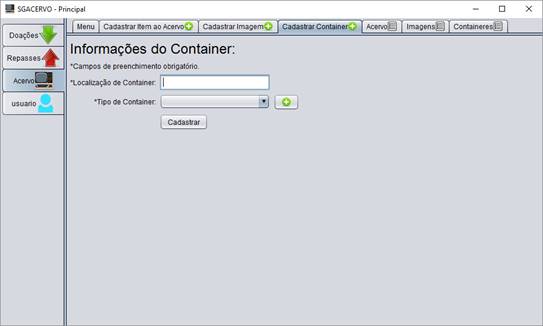 SGACERVO - Principal
Doações
Repasses
Acervo
usuario
Menu
Cadastrar Item ao Acervo
Cadastrar Imagem
Cadastrar Container
Acervo
Imagens
Containeres
Informações do Container:
*Campos de preenchimento obrigatório.
*Localização de Container:
*Tipo de Container:
Cadastrar